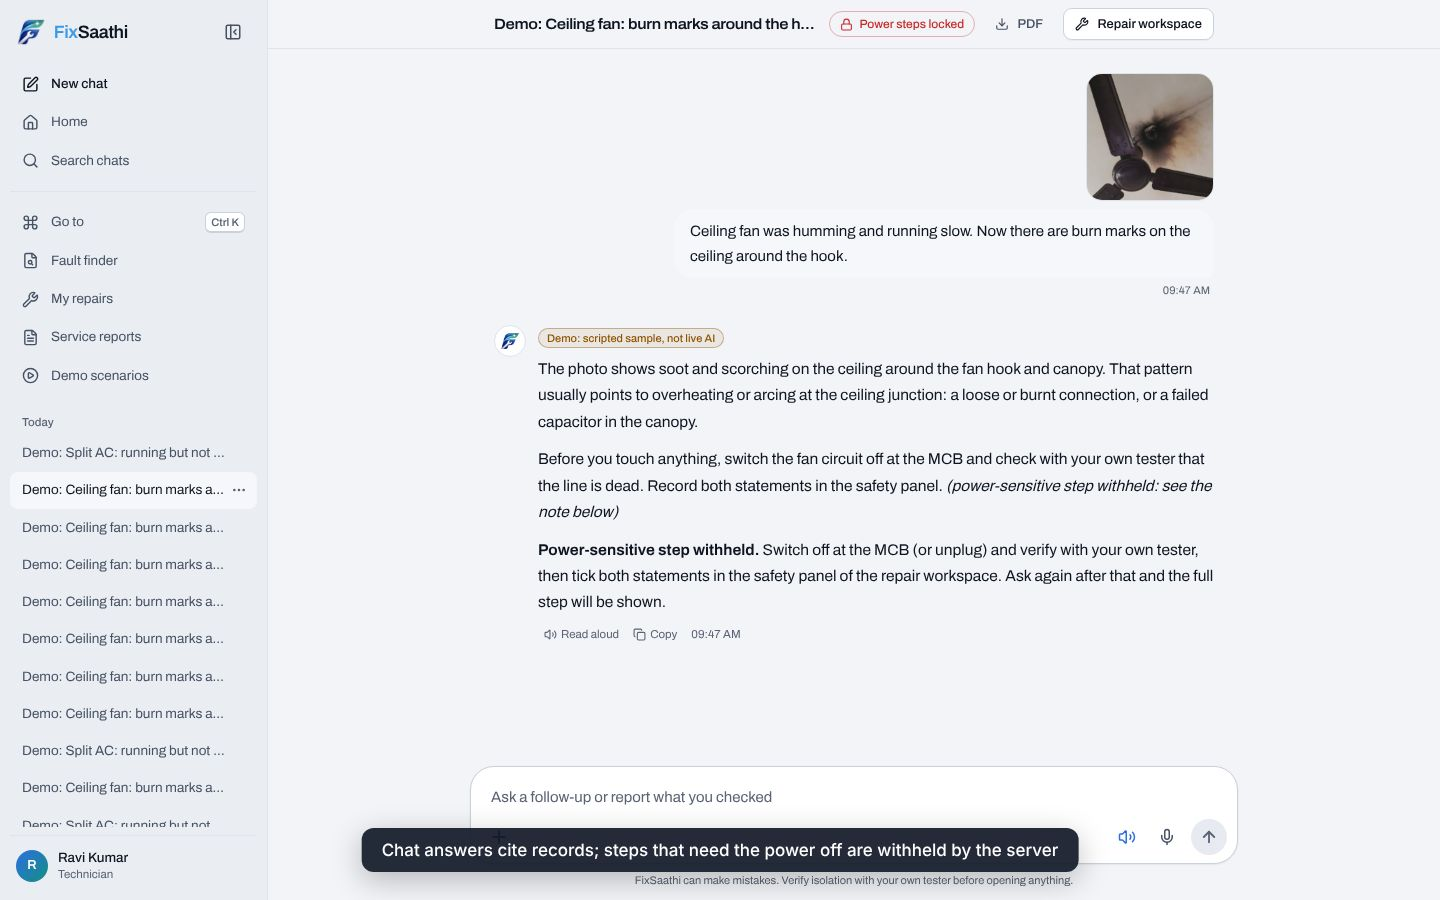 FixSaathi
New chat
Home
Search chats
Go to
Ctrl K
Fault finder
My repairs
Service reports
Demo scenarios
Today
Demo: Split AC: running but not ...
Demo: Ceiling fan: burn marks a...
Demo: Ceiling fan: burn marks a...
Demo: Ceiling fan: burn marks a...
Demo: Ceiling fan: burn marks a...
Demo: Ceiling fan: burn marks a...
Demo: Ceiling fan: burn marks a...
Demo: Ceiling fan: burn marks a...
Demo: Split AC: running but not ...
Demo: Ceiling fan: burn marks a...
Demo: Split AC: running but not
R
Ravi Kumar
Technician
Demo: Ceiling fan: burn marks around the h...
Power steps locked
PDF
Repair workspace
Ceiling fan was humming and running slow. Now there are burn marks on the
ceiling around the hook.
09:47 AM
Demo: scripted sample, not live AI
The photo shows soot and scorching on the ceiling around the fan hook and canopy. That pattern
usually points to overheating or arcing at the ceiling junction: a loose or burnt connection, or a failed
capacitor in the canopy.
Before you touch anything, switch the fan circuit off at the MCB and check with your own tester that
the line is dead. Record both statements in the safety panel. (power-sensitive step withheld: see the
note below)
Power-sensitive step withheld. Switch off at the MCB (or unplug) and verify with your own tester,
then tick both statements in the safety panel of the repair workspace. Ask again after that and the full
step will be shown.
Read aloud
Copy
09:47 AM
Ask a follow-up or report what you checked
Chat answers cite records; steps that need the power off are withheld by the server
FixSaathi can make mistakes. Verify isolation with your own tester before opening anything.